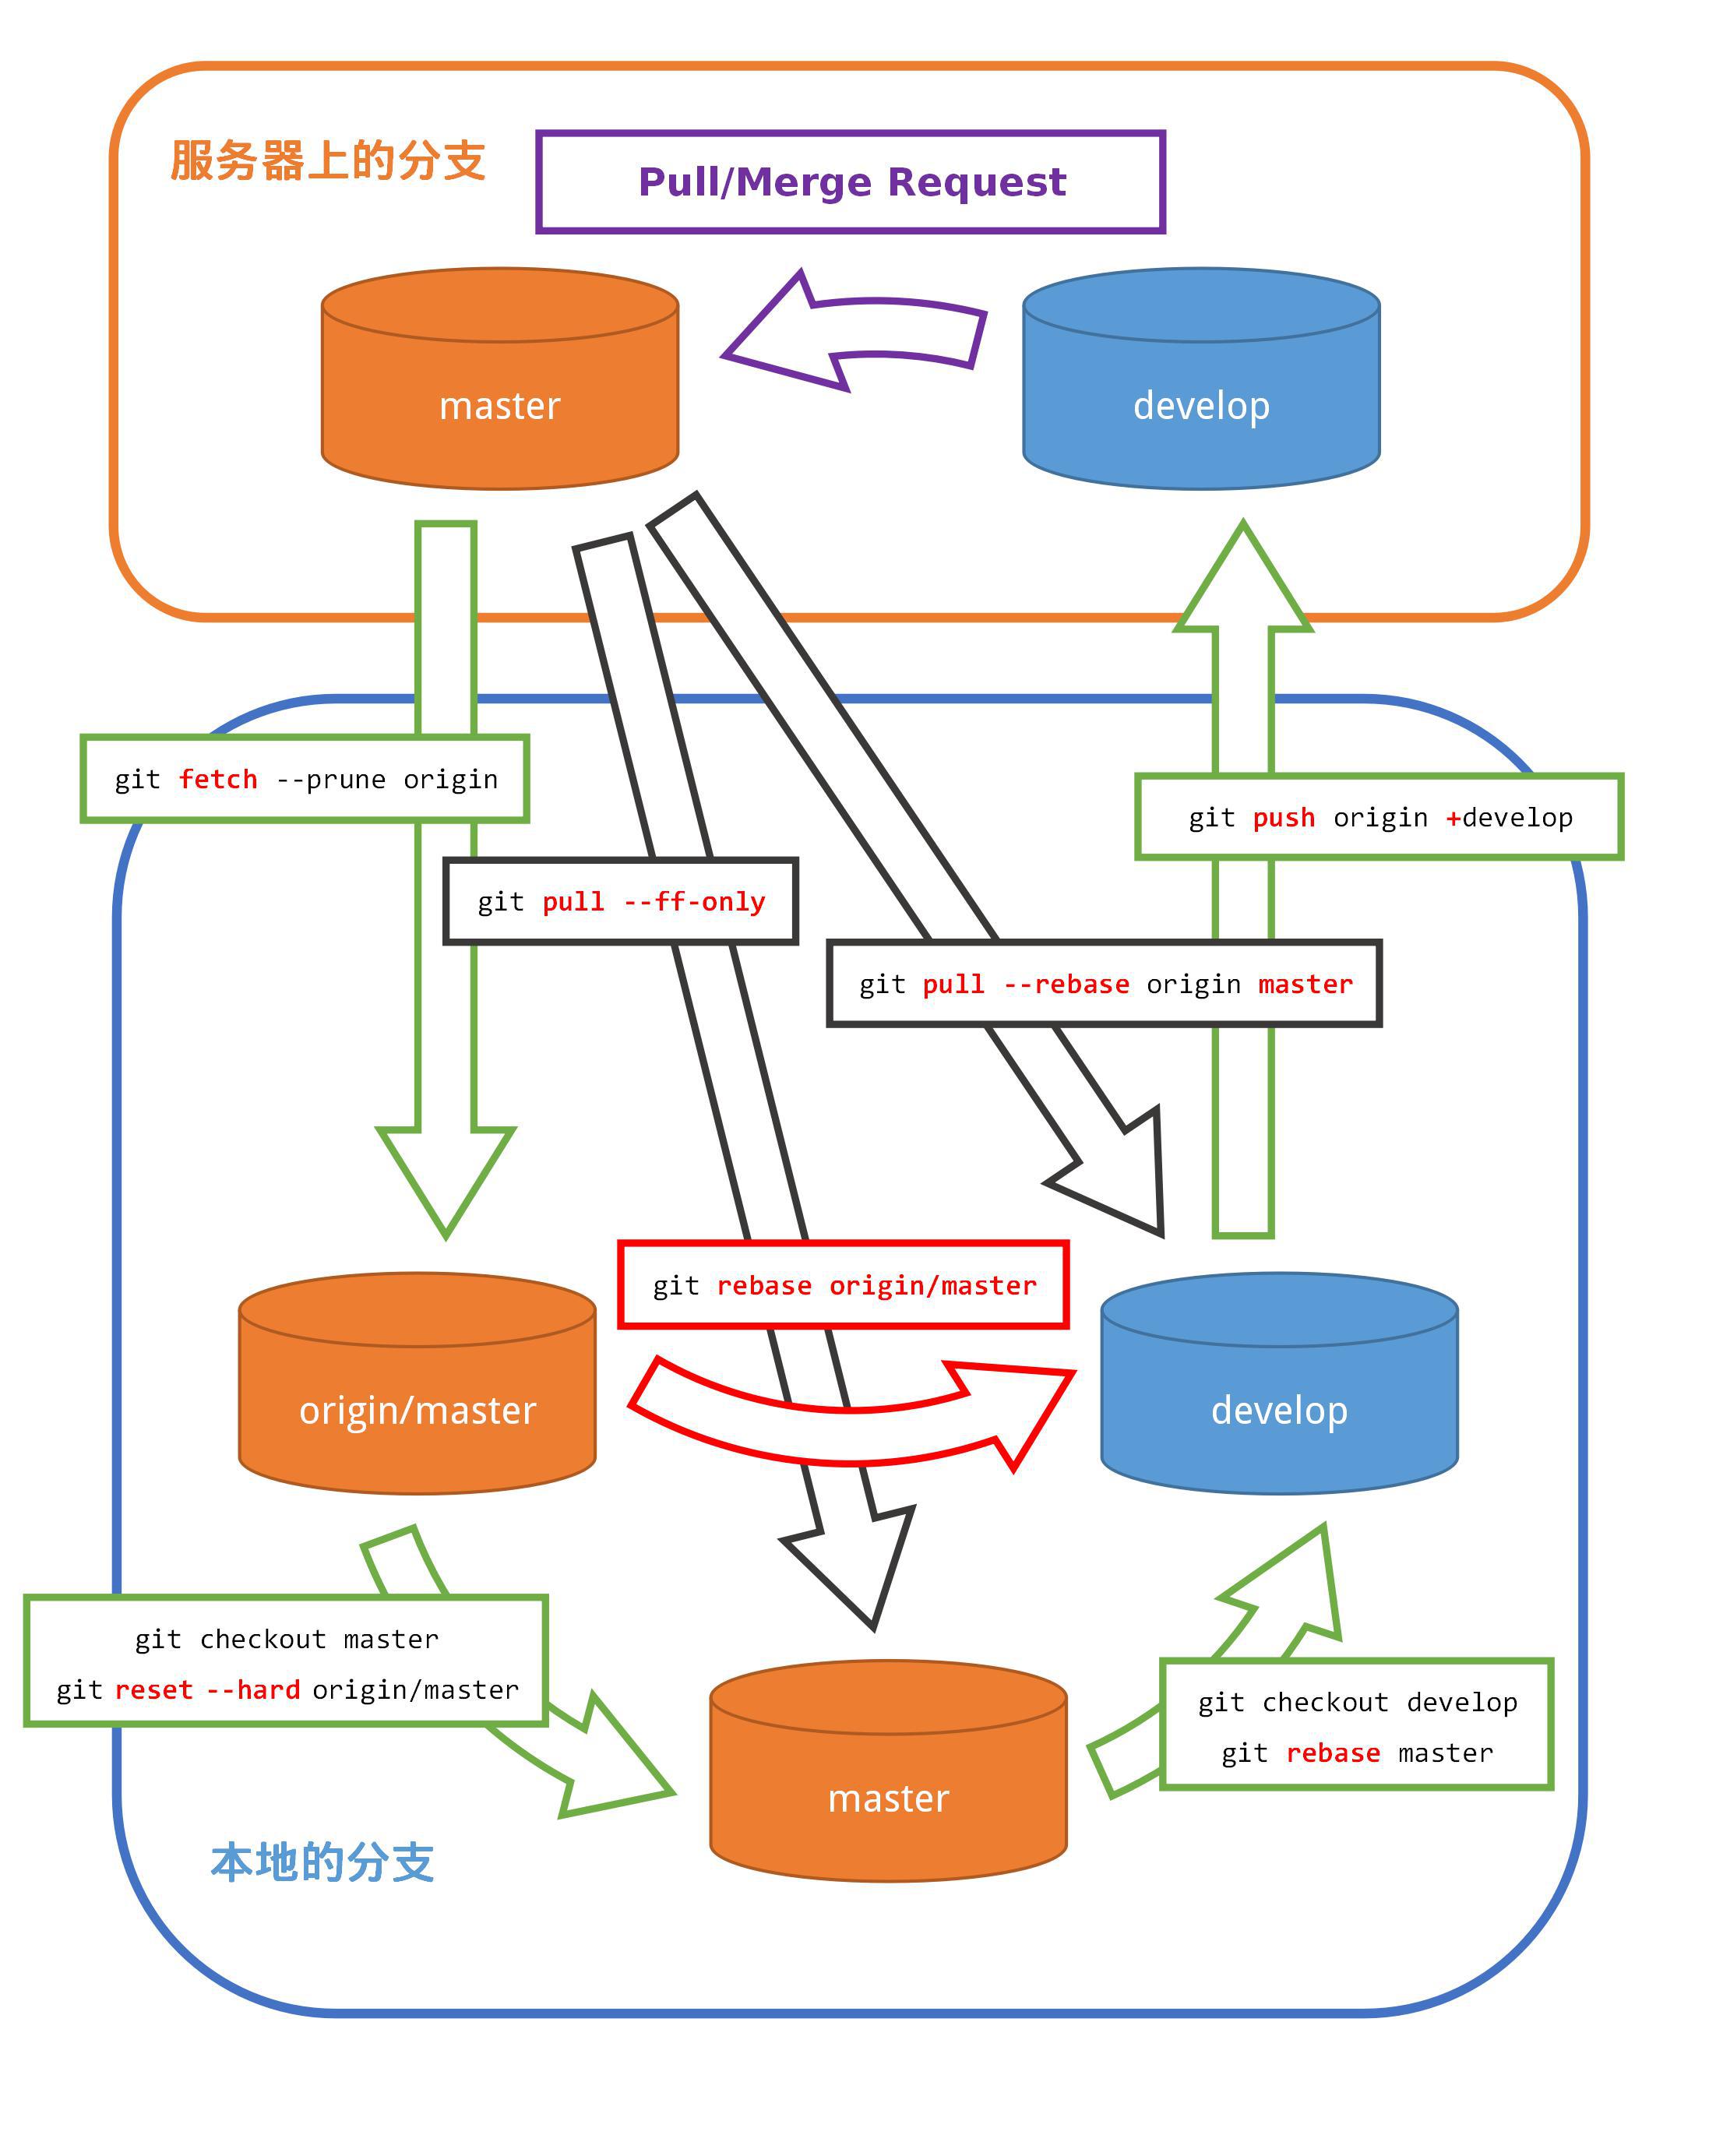 服务器上的分支
Pull/Merge Request
master
develop
git fetch --prune origin
git push origin +develop
git pull --ff-only
git pull --rebase origin master
git rebase origin/master
origin/master
develop
git checkout master
git reset --hard origin/master
git checkout develop
git rebase master
master
本地的分支